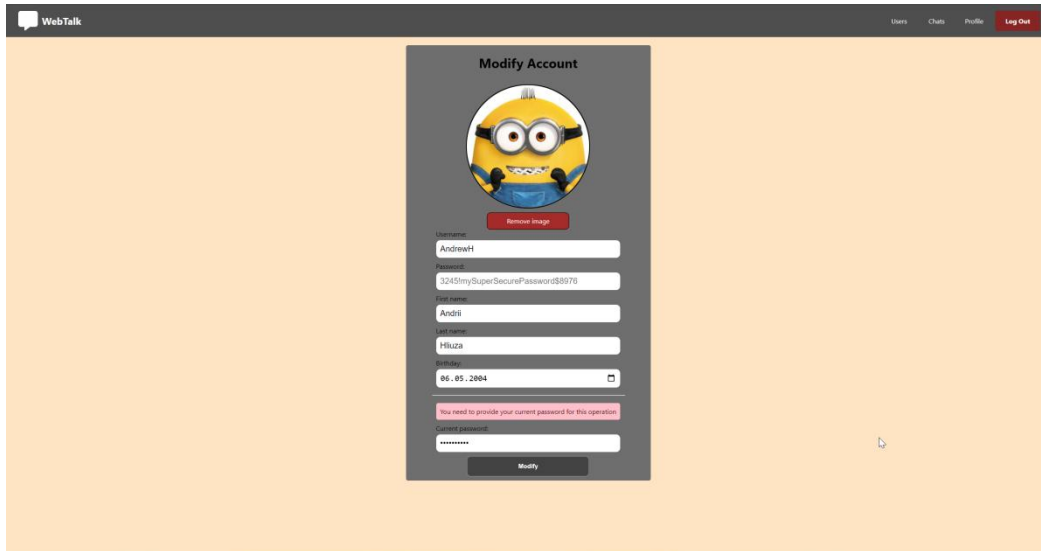 WebTalk
Users Chats Profile Log Out
Modify Account
Remove image
Username:
AndrewH
Password:
3245!mySuperSecurePassword$8976
First name:
Andrii
Last name:
Hliuza
Birthday:
06.05.2004
You need to provide your current password for this operation
Current password:
••••••••••
Modify